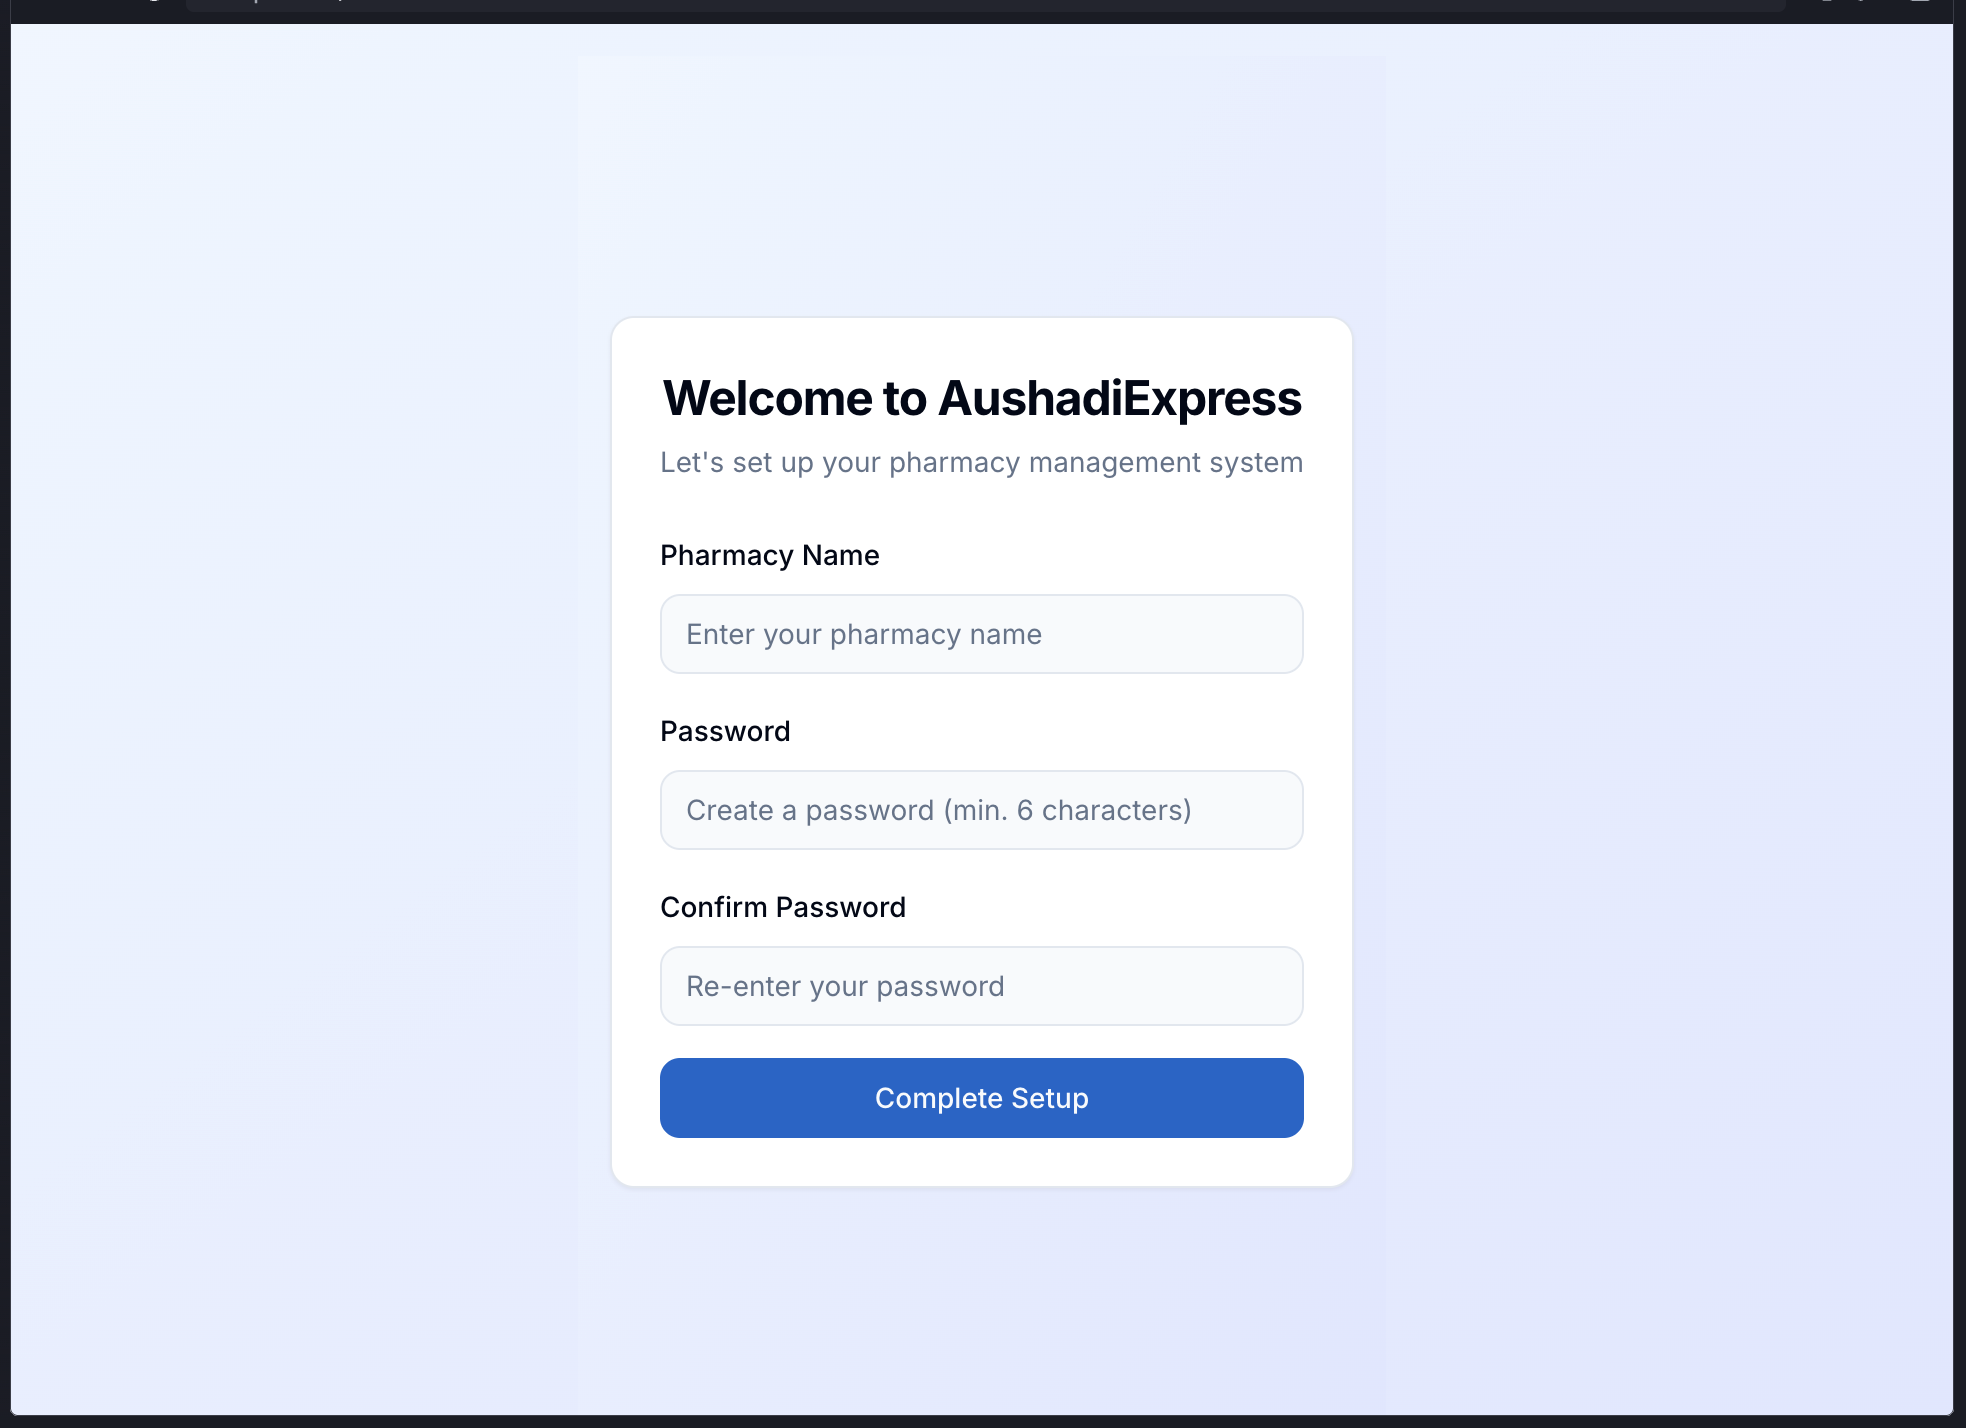 Welcome to AushadiExpress
Let's set up your pharmacy management system
Pharmacy Name
Enter your pharmacy name
Password
Create a password (min. 6 characters)
Confirm Password
Re-enter your password
Complete Setup